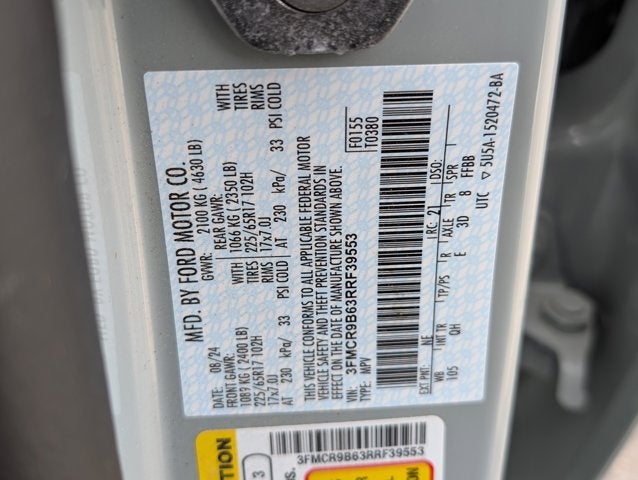 MFD. BY FORD MOTOR CO.
DATE: 08/24 GVWR: 2100 KG ( 4630 LB)
FRONT GAWR: REAR GAWR:
1089 KG ( 2400 LB) 1066 KG ( 2350 LB) WITH
225/65R17 102H TIRES 225/65R17 102H TIRES
17x7.0J RIMS 17x7.0J RIMS
AT 230 kPa/ 33 PSI COLD AT 230 kPa/ 33 PSI COLD
THIS VEHICLE CONFORMS TO ALL APPLICABLE FEDERAL MOTOR
VEHICLE SAFETY AND THEFT PREVENTION STANDARDS IN
EFFECT ON THE DATE OF MANUFACTURE SHOWN ABOVE.
VIN: 3FMCR9B63RRF39553
TYPE: MPV
F0155
T0380
EXT PNT: NE RC: 21 DSO:
WB INT TR TP/PS R AXLE TR SPR
105 QH E 3D 8 FFBB
UTC ▽ 5U5A-1520472-BA
3FMCR9B63RRF39553